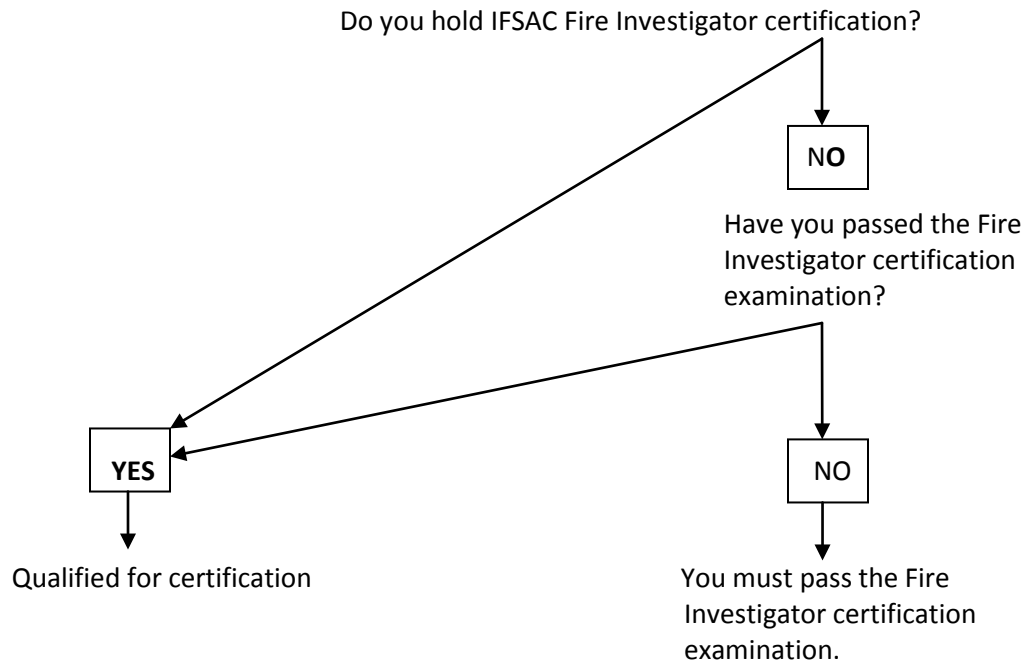 Do you hold IFSAC Fire Investigator certification?
NO
Have you passed the Fire
Investigator certification
examination?
YES
NO
Qualified for certification
You must pass the Fire
Investigator certification
examination.